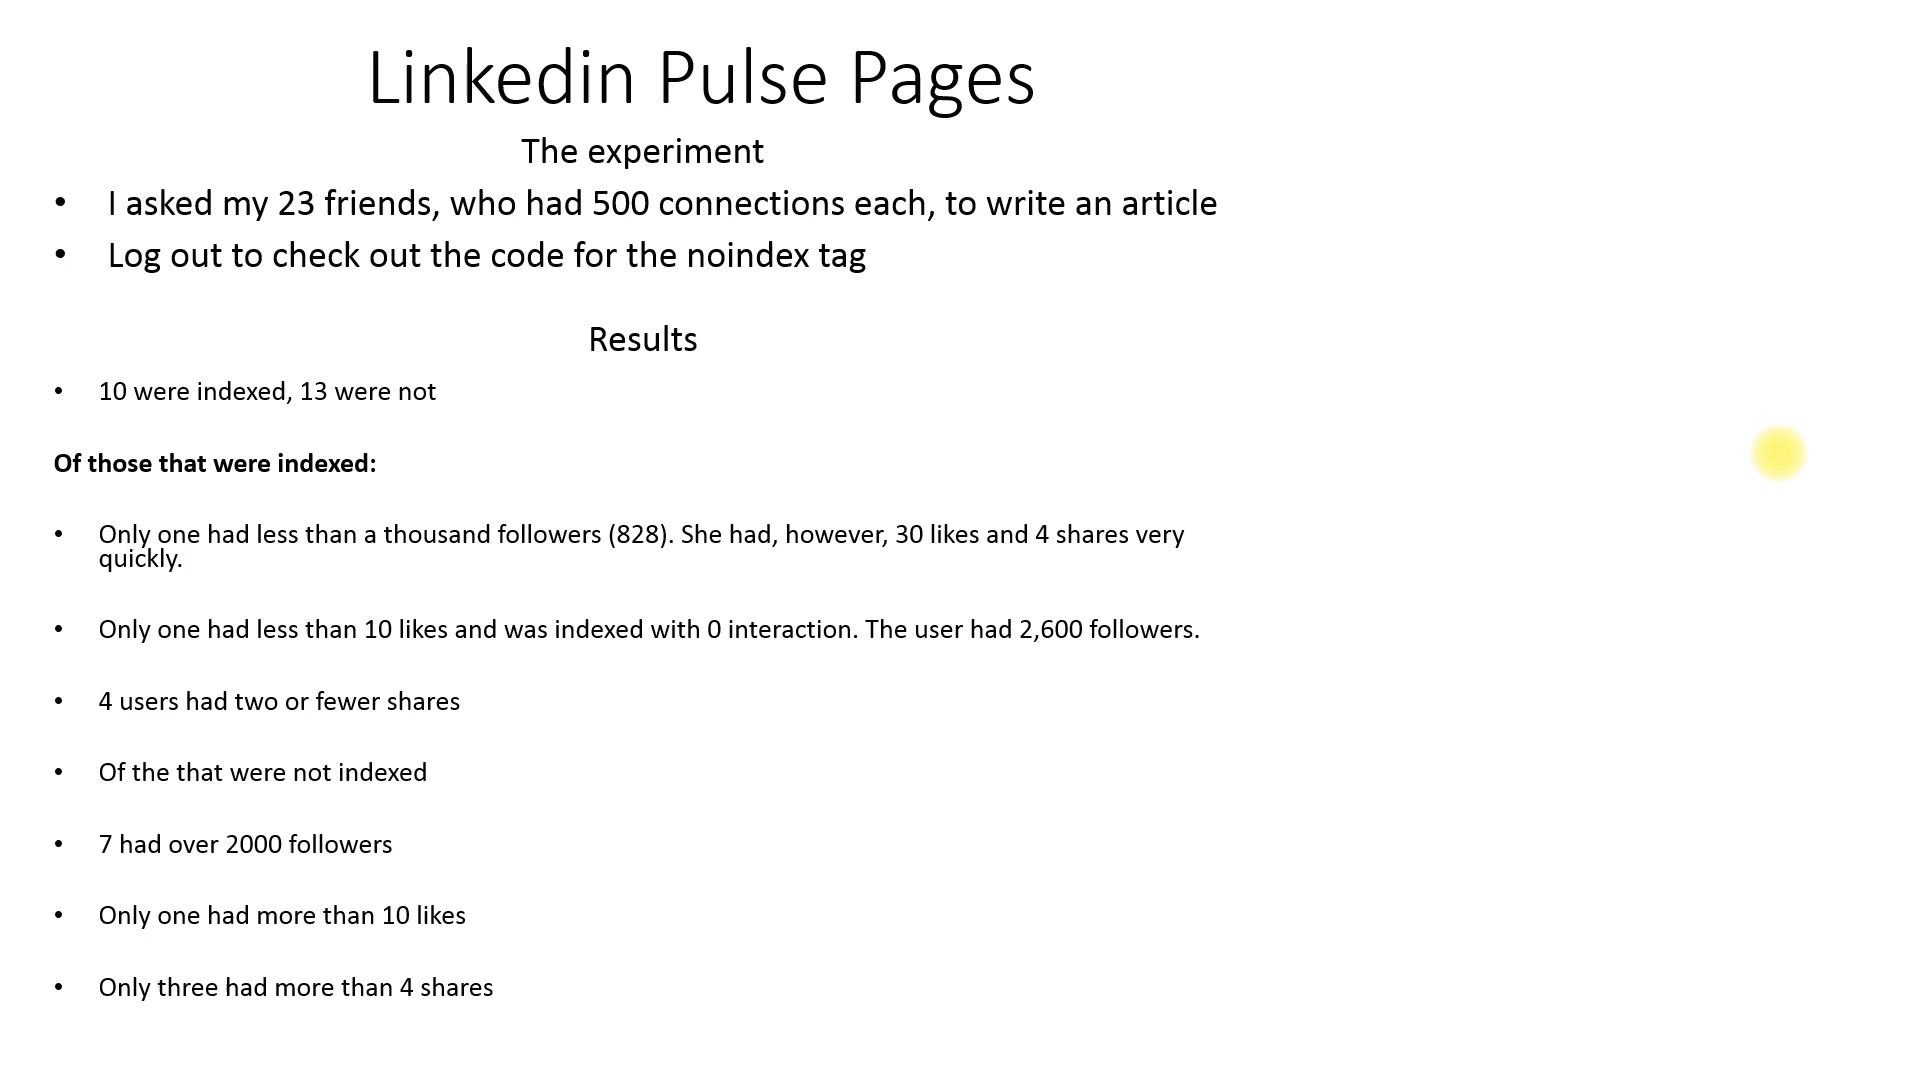 Linkedin Pulse Pages
The experiment
• I asked my 23 friends, who had 500 connections each, to write an article
• Log out to check out the code for the noindex tag
Results
• 10 were indexed, 13 were not
Of those that were indexed:
• Only one had less than a thousand followers (828). She had, however, 30 likes and 4 shares very
quickly.
• Only one had less than 10 likes and was indexed with 0 interaction. The user had 2,600 followers.
• 4 users had two or fewer shares
• Of the that were not indexed
• 7 had over 2000 followers
• Only one had more than 10 likes
• Only three had more than 4 shares